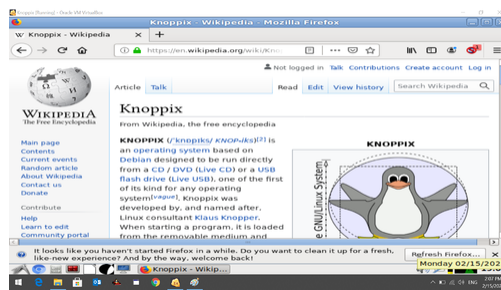 Knoppix - Wikipedia - Mozilla Firefox
W Knoppix - Wikipedia
https://en.wikipedia.org/wiki/Kno
Not logged in Talk Contributions Create account Log in
Article Talk Read Edit View history Search Wikipedia
WIKIPEDIA
The Free Encyclopedia
Main page
Contents
Current events
Random article
About Wikipedia
Contact us
Donate
Contribute
Help
Learn to edit
Community portal
Knoppix
From Wikipedia, the free encyclopedia
KNOPPIX (/ˈknɒpɪks/ KNOP-iks)[2] is
an operating system based on
Debian designed to be run directly
from a CD / DVD (Live CD) or a USB
flash drive (Live USB), one of the first
of its kind for any operating
system[vague]. Knoppix was
developed by, and named after,
Linux consultant Klaus Knopper.
When starting a program, it is loaded
from the removable medium and
KNOPPIX
e GNU/Linux System
It looks like you haven't started Firefox in a while. Do you want to clean it up for a fresh,
like-new experience? And by the way, welcome back!
Refresh Firefox...
Monday 02/15/202
Knoppix - Wikip...
ENG
2:07 PM